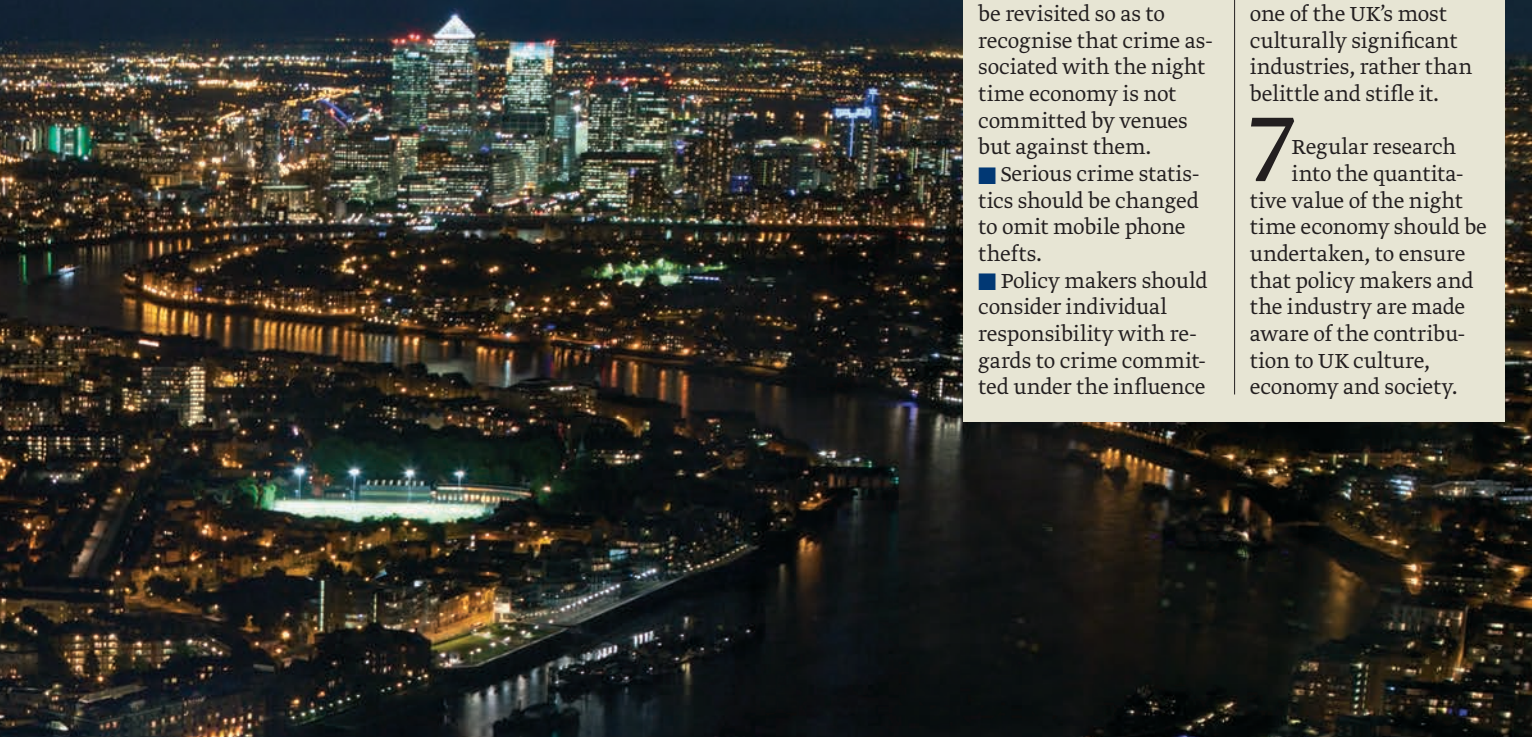 be revisited so as to
recognise that crime as-
sociated with the night
time economy is not
committed by venues
but against them.
■ Serious crime statis-
tics should be changed
to omit mobile phone
thefts.
■ Policy makers should
consider individual
responsibility with re-
gards to crime commit-
ted under the influence
one of the UK’s most
culturally significant
industries, rather than
belittle and stifle it.
7 Regular research
into the quantita-
tive value of the night
time economy should be
undertaken, to ensure
that policy makers and
the industry are made
aware of the contribu-
tion to UK culture,
economy and society.